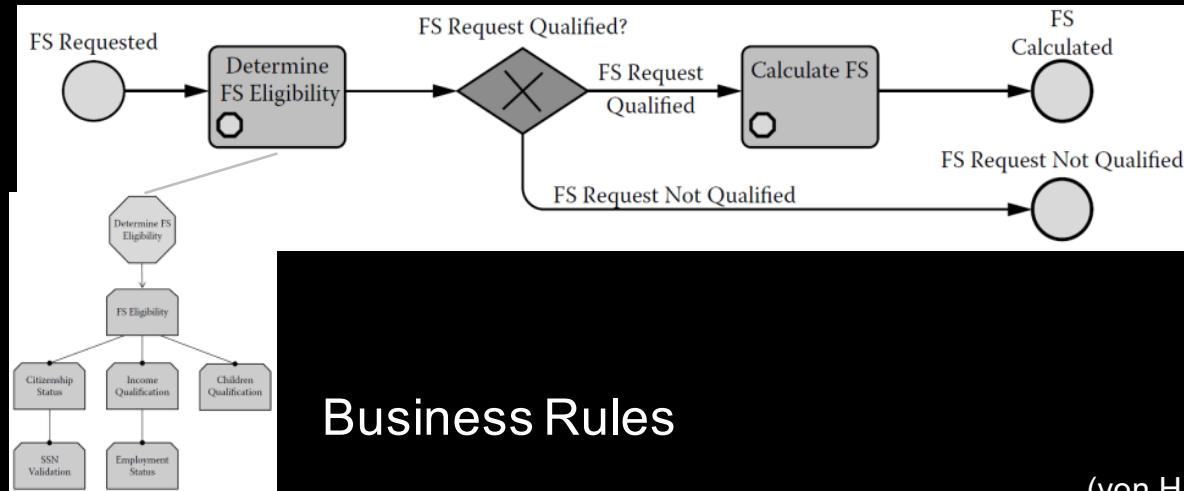 FS Requested
Determine
FS Eligibility
FS Request Qualified?
FS Request
Qualified
Calculate FS
FS
Calculated
FS Request Not Qualified
FS Request Not Qualified
Determine FS
Eligibility
FS Eligibility
Citizenship
Status
Income
Qualification
Children
Qualification
SSN
Validation
Employment
Status
Business Rules
(von H